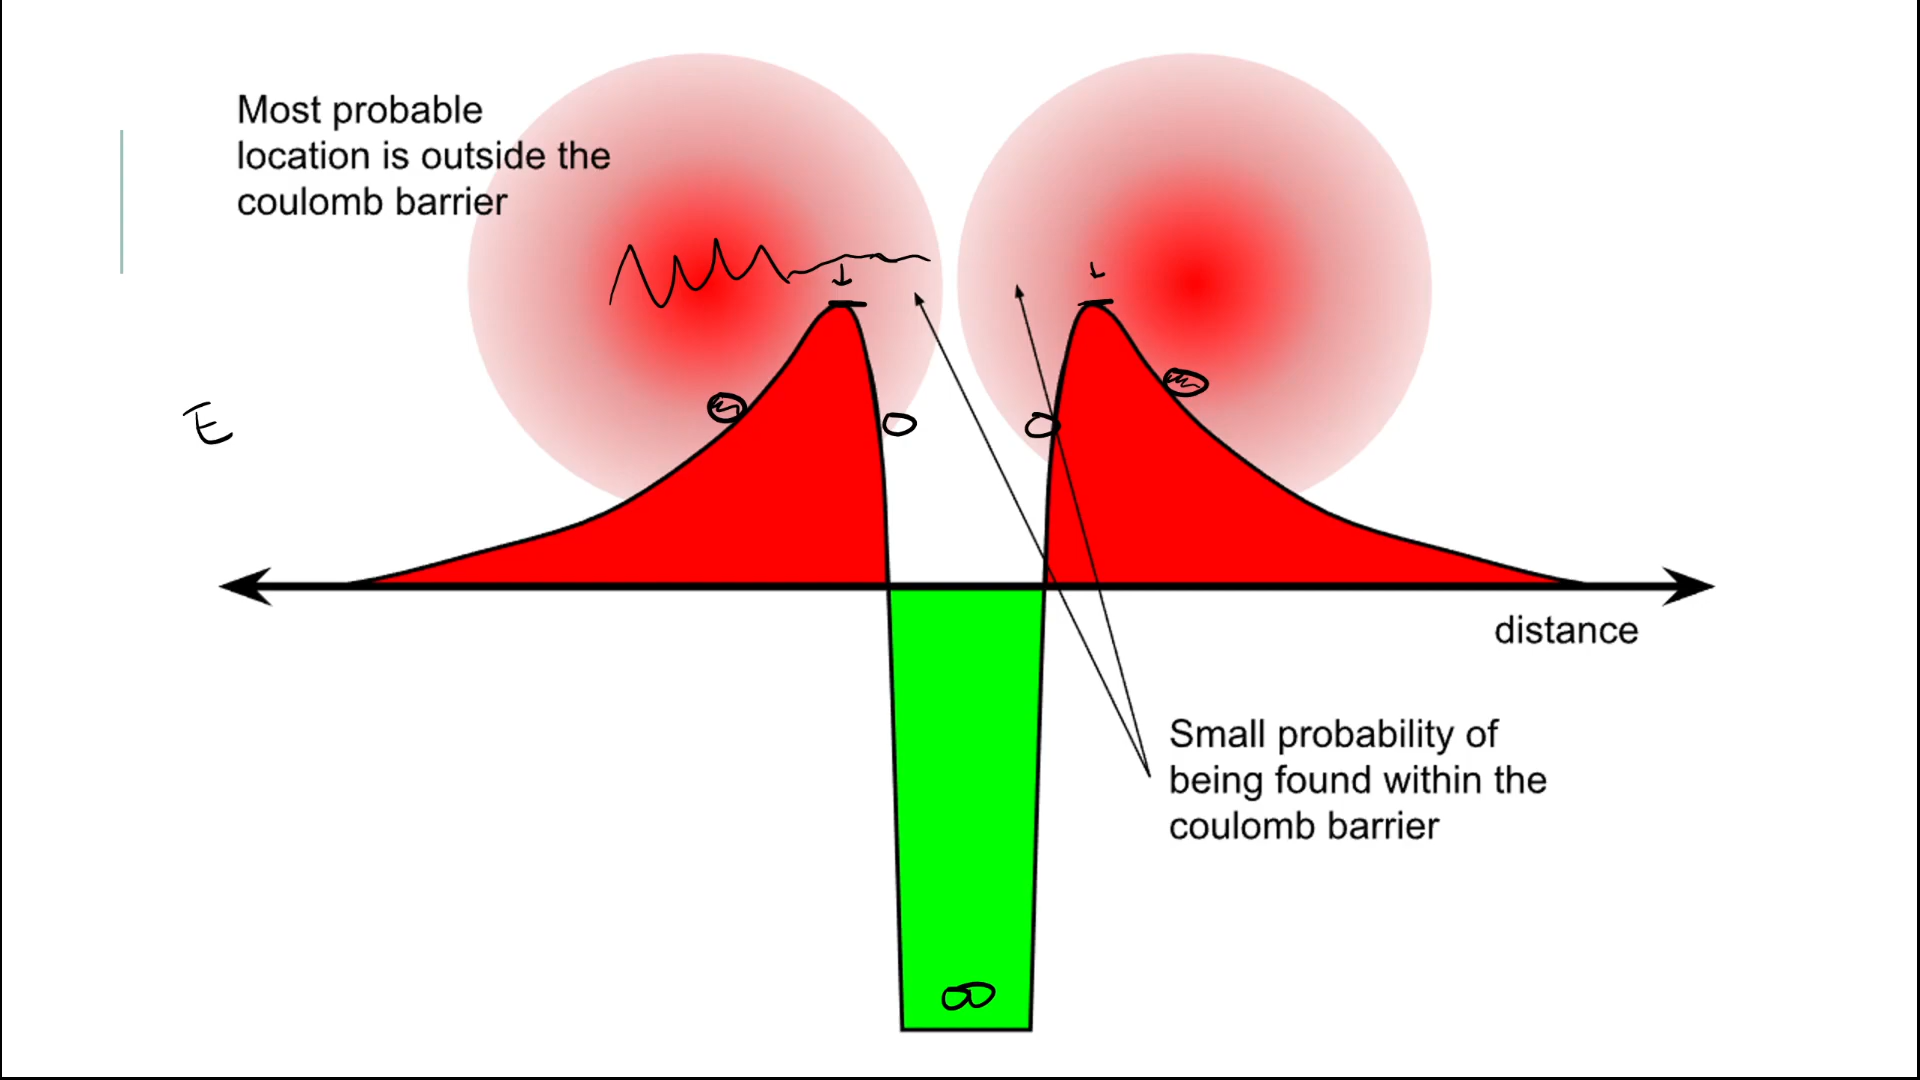 Most probable
location is outside the
coulomb barrier
E
distance
Small probability of
being found within the
coulomb barrier